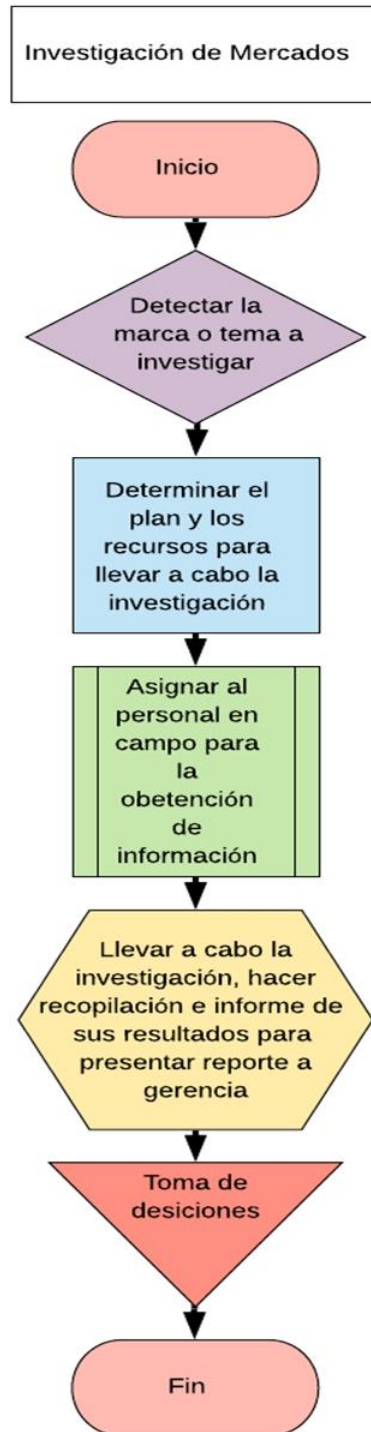 Investigación de Mercados
Inicio
Detectar la
marca o tema a
investigar
Determinar el
plan y los
recursos para
llevar a cabo la
investigación
Asignar al
personal en
campo para
la
obetención
de
información
Llevar a cabo la
investigación, hacer
recopilación e informe de
sus resultados para
presentar reporte a
gerencia
Toma de
desiciones
Fin